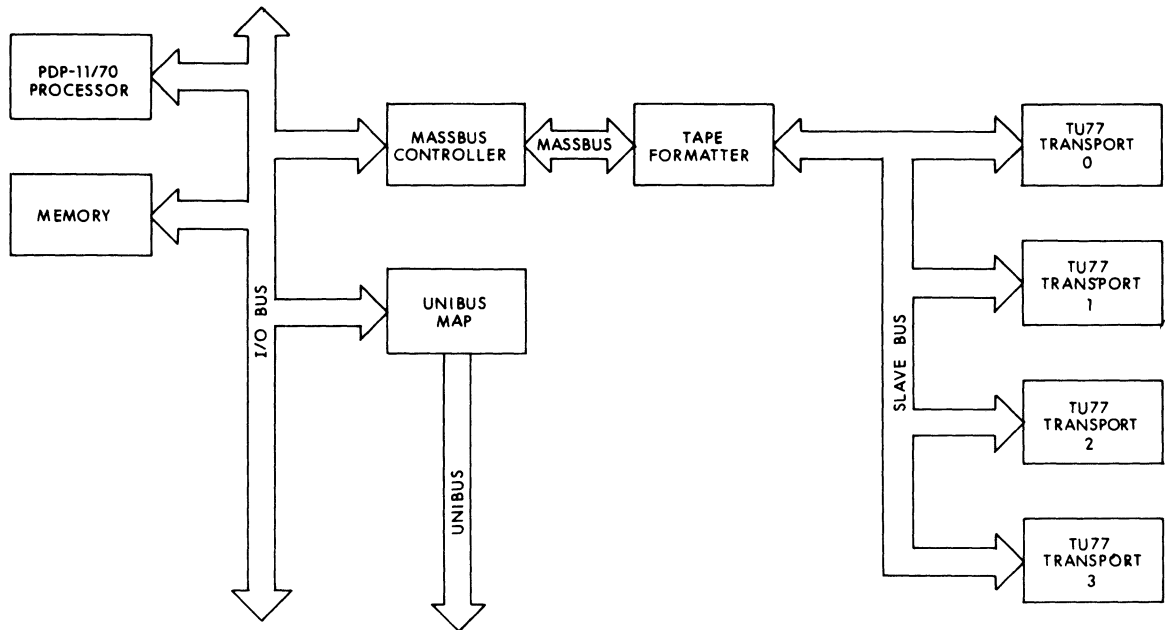 PDP-11/70
PROCESSOR
MEMORY
I/O BUS
MASSBUS
CONTROLLER
MASSBUS
TAPE
FORMATTER
UNIBUS
MAP
UNIBUS
SLAVE BUS
TU77
TRANSPORT
0
TU77
TRANSPORT
1
TU77
TRANSPORT
2
TU77
TRANSPORT
3